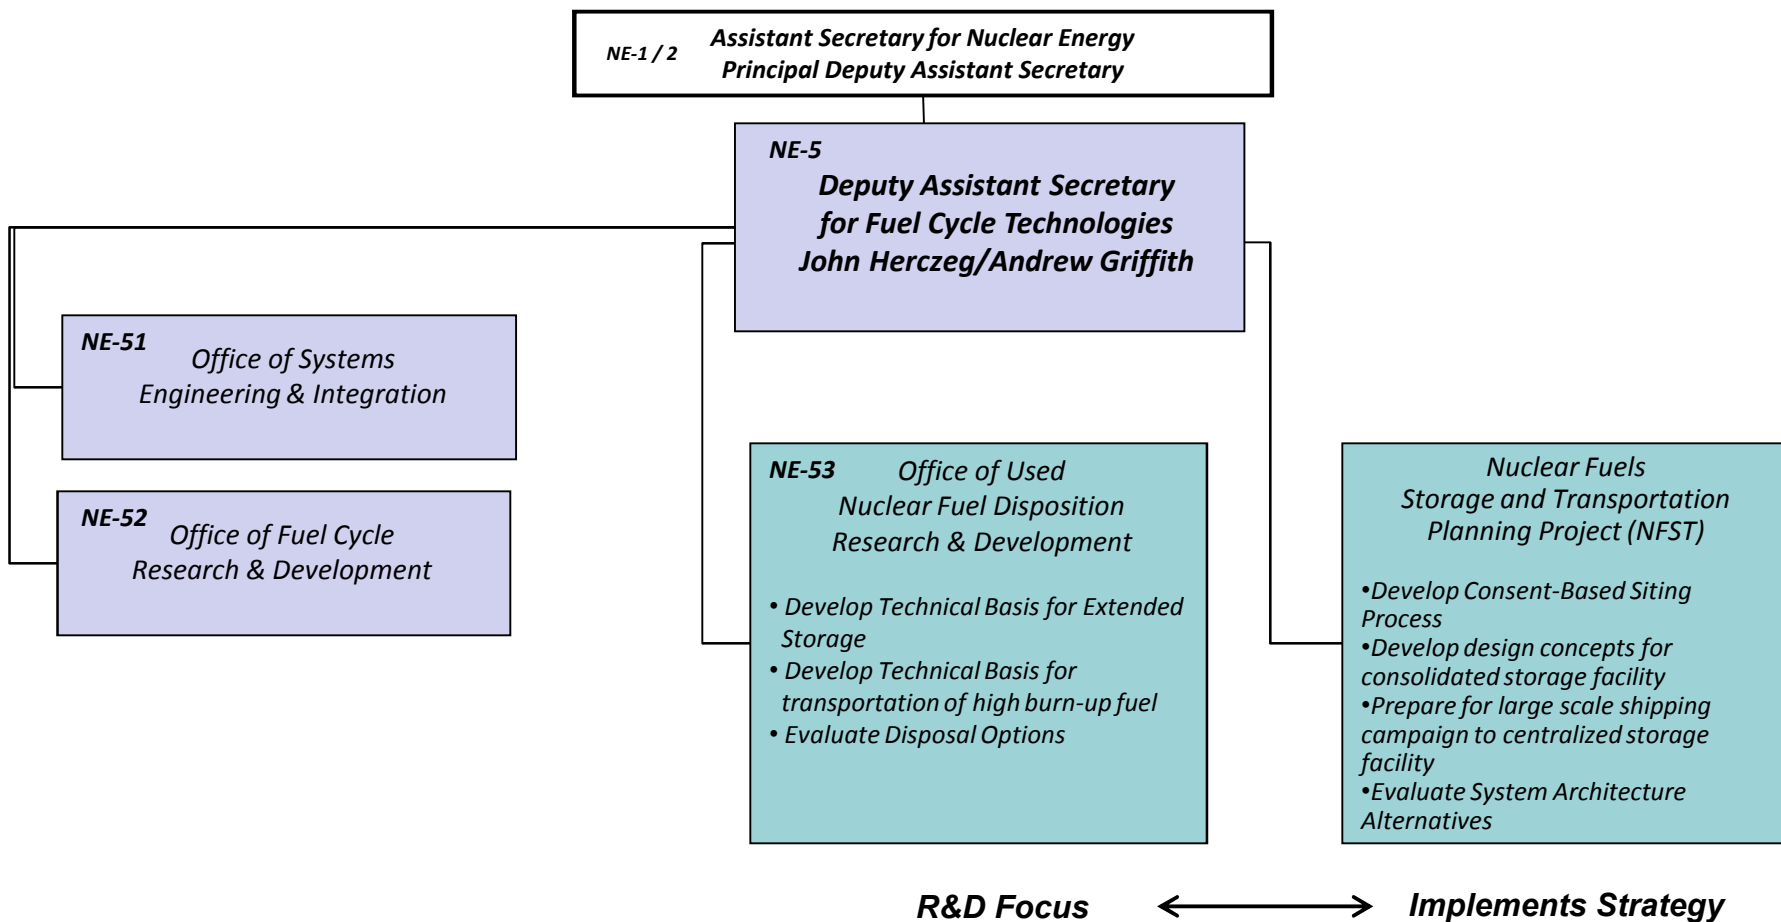 NE-1 / 2
Assistant Secretary for Nuclear Energy
Principal Deputy Assistant Secretary
NE-5
Deputy Assistant Secretary
for Fuel Cycle Technologies
John Herczeg/Andrew Griffith
NE-51
Office of Systems
Engineering & Integration
NE-52
Office of Fuel Cycle
Research & Development
NE-53
Office of Used
Nuclear Fuel Disposition
Research & Development
• Develop Technical Basis for Extended
Storage
• Develop Technical Basis for
transportation of high burn-up fuel
• Evaluate Disposal Options
Nuclear Fuels
Storage and Transportation
Planning Project (NFST)
•Develop Consent-Based Siting
Process
•Develop design concepts for
consolidated storage facility
•Prepare for large scale shipping
campaign to centralized storage
facility
•Evaluate System Architecture
Alternatives
R&D Focus
Implements Strategy